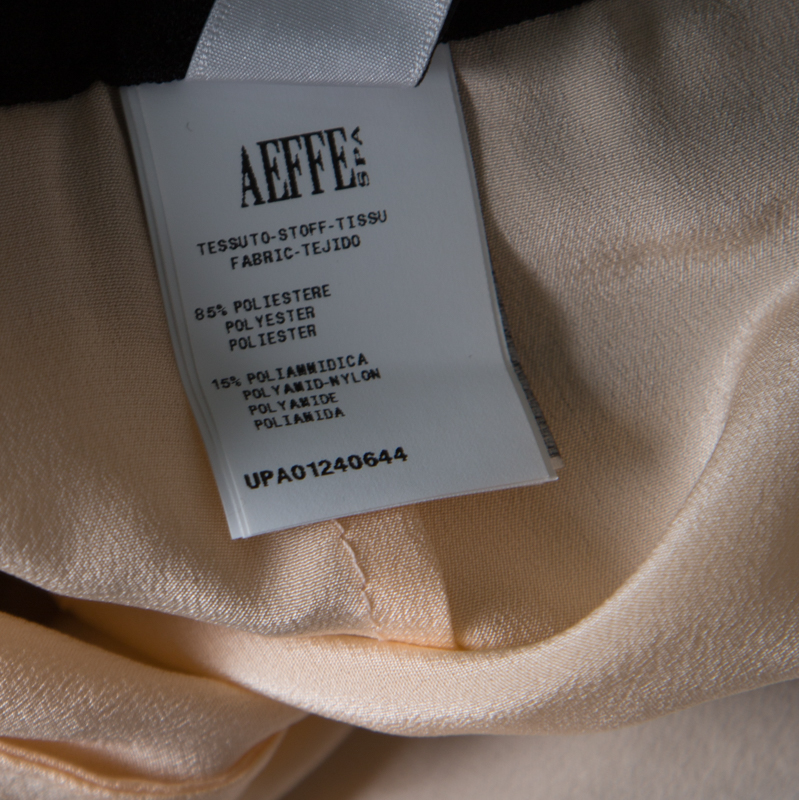 AEFFE SPA
TESSUTO-STOFF-TISSU
FABRIC-TEJIDO
85% POLIESTERE
POLYESTER
POLIESTER
15% POLIAMMIDICA
POLYAMID-NYLON
POLYAMIDE
POLIAMIDA
UPA01240644